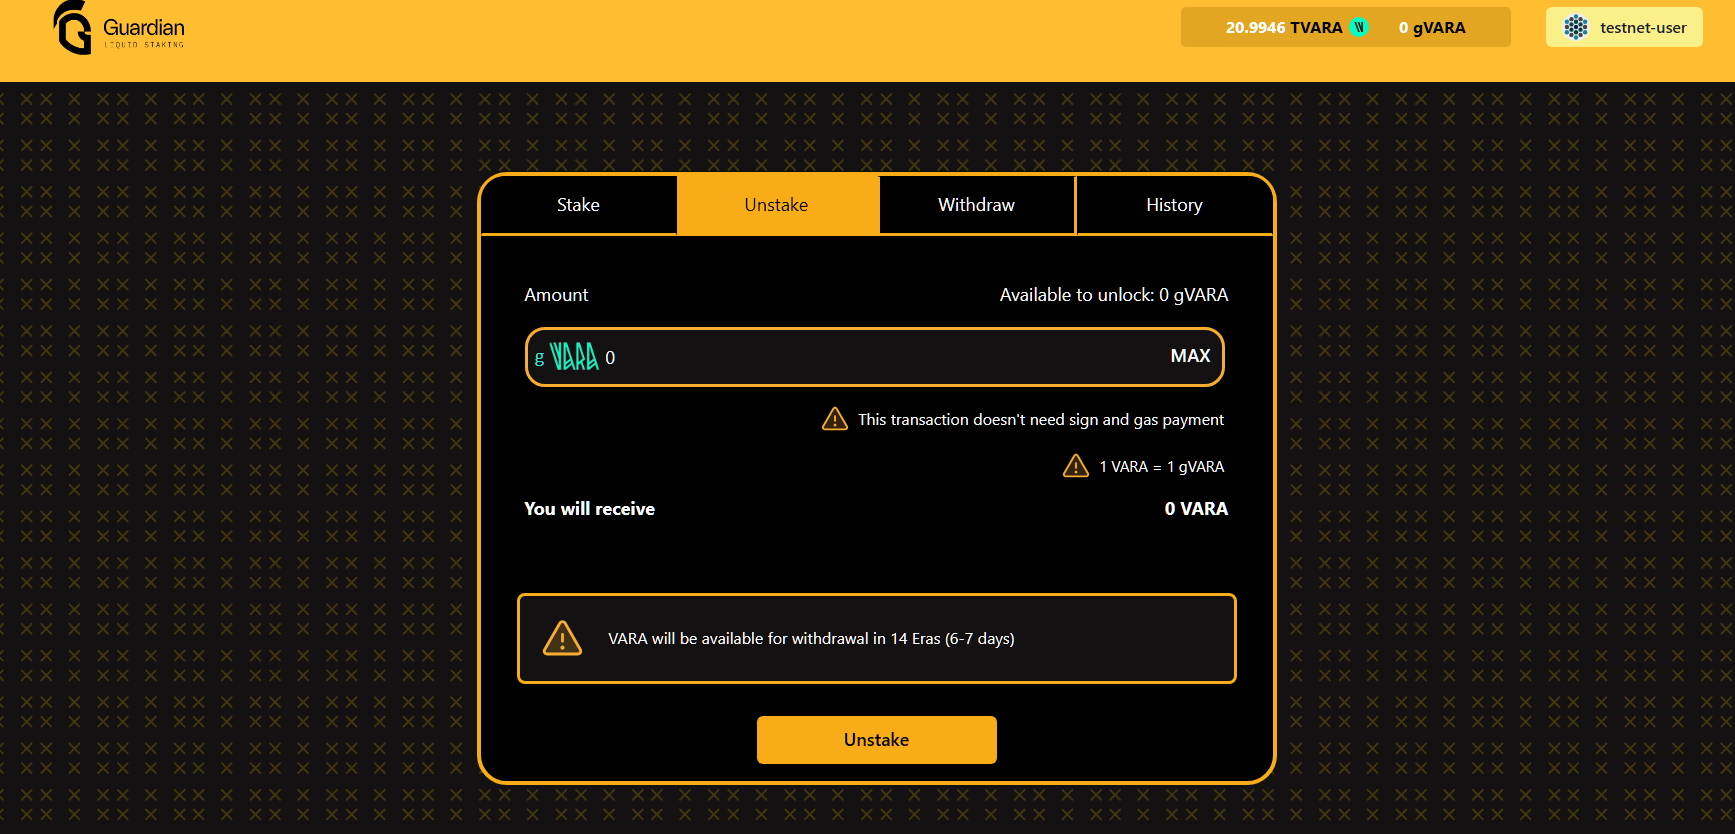 Guardian
LIQUID STAKING
20.9946 TVARA
0 gVARA
testnet-user
Stake
Unstake
Withdraw
History
Amount
Available to unlock: 0 gVARA
g VARA 0
MAX
This transaction doesn't need sign and gas payment
1 VARA = 1 gVARA
You will receive
0 VARA
VARA will be available for withdrawal in 14 Eras (6-7 days)
Unstake